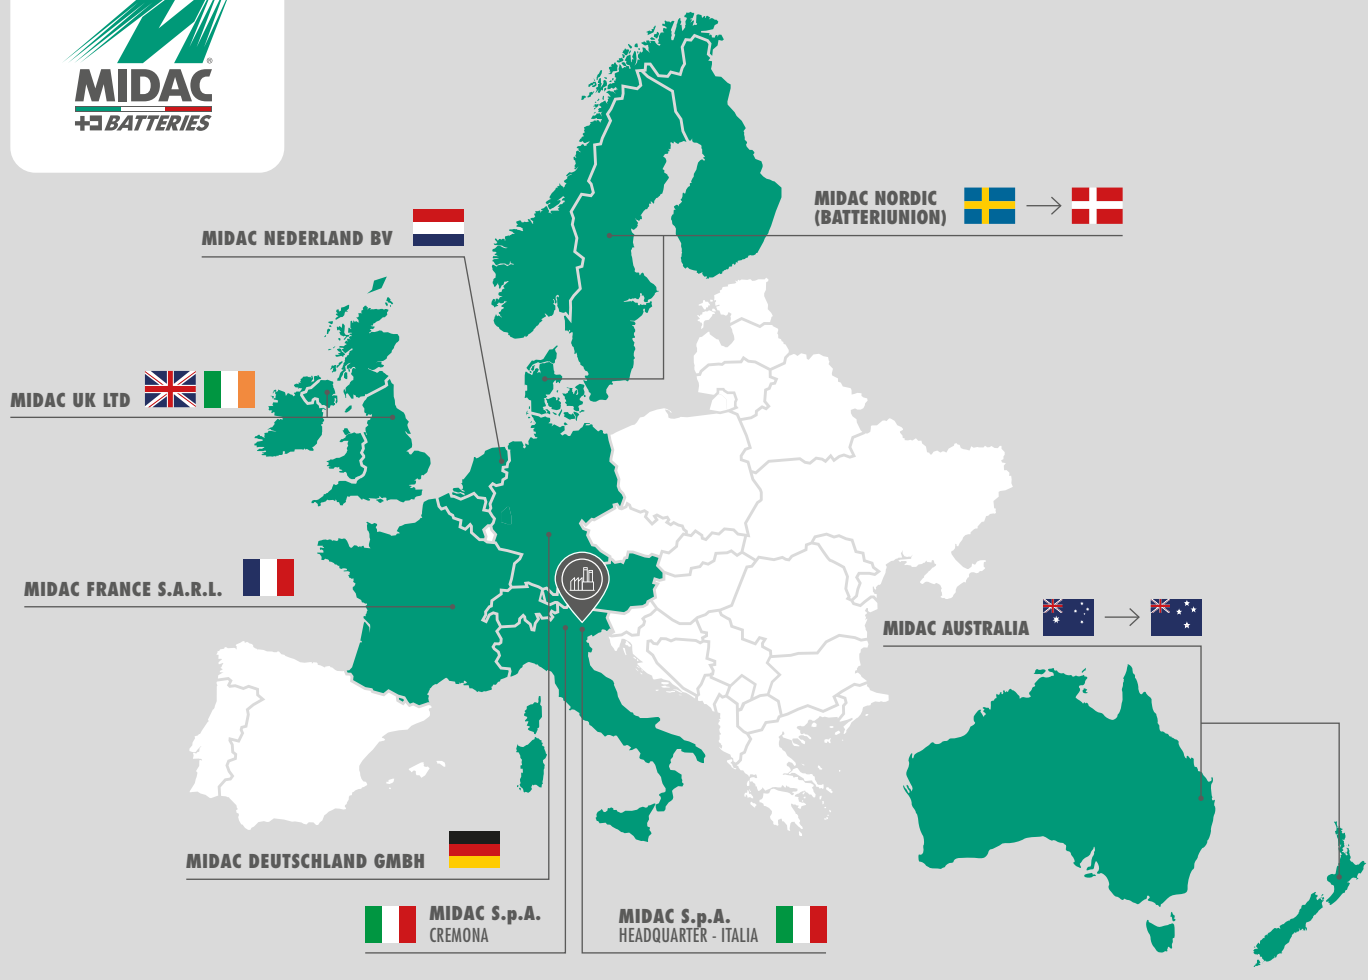 MIDAC®
BATTERIES
MIDAC NORDIC
(BATTERIUNION)
MIDAC NEDERLAND BV
MIDAC UK LTD
MIDAC FRANCE S.A.R.L.
MIDAC AUSTRALIA
MIDAC DEUTSCHLAND GMBH
MIDAC S.p.A.
CREMONA
MIDAC S.p.A.
HEADQUARTER - ITALIA